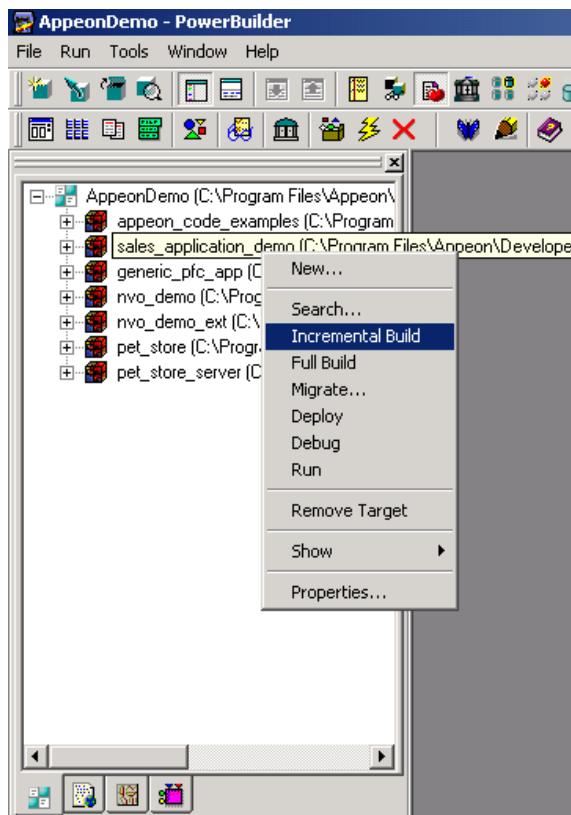 AppeonDemo - PowerBuilder
File Run Tools Window Help
AppeonDemo (C:\Program Files\Appeon\
appeon_code_examples (C:\Program
sales_application_demo (C:\Program Files\Appeon\Develope
generic_pfc_app (C
nvo_demo (C:\Prog
nvo_demo_ext (C:\
pet_store (C:\Progr
pet_store_server (C
New...
Search...
Incremental Build
Full Build
Migrate...
Deploy
Debug
Run
Remove Target
Show
Properties...